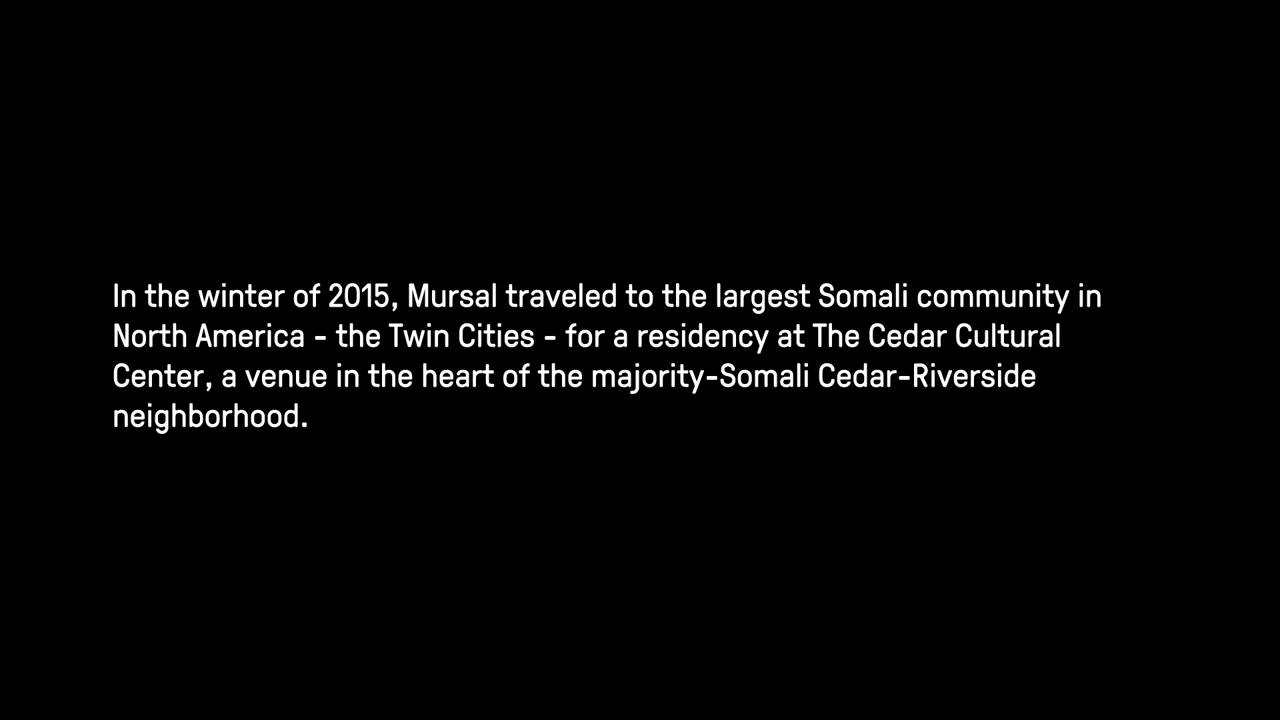 In the winter of 2015, Mursal traveled to the largest Somali community in
North America - the Twin Cities - for a residency at The Cedar Cultural
Center, a venue in the heart of the majority-Somali Cedar-Riverside
neighborhood.